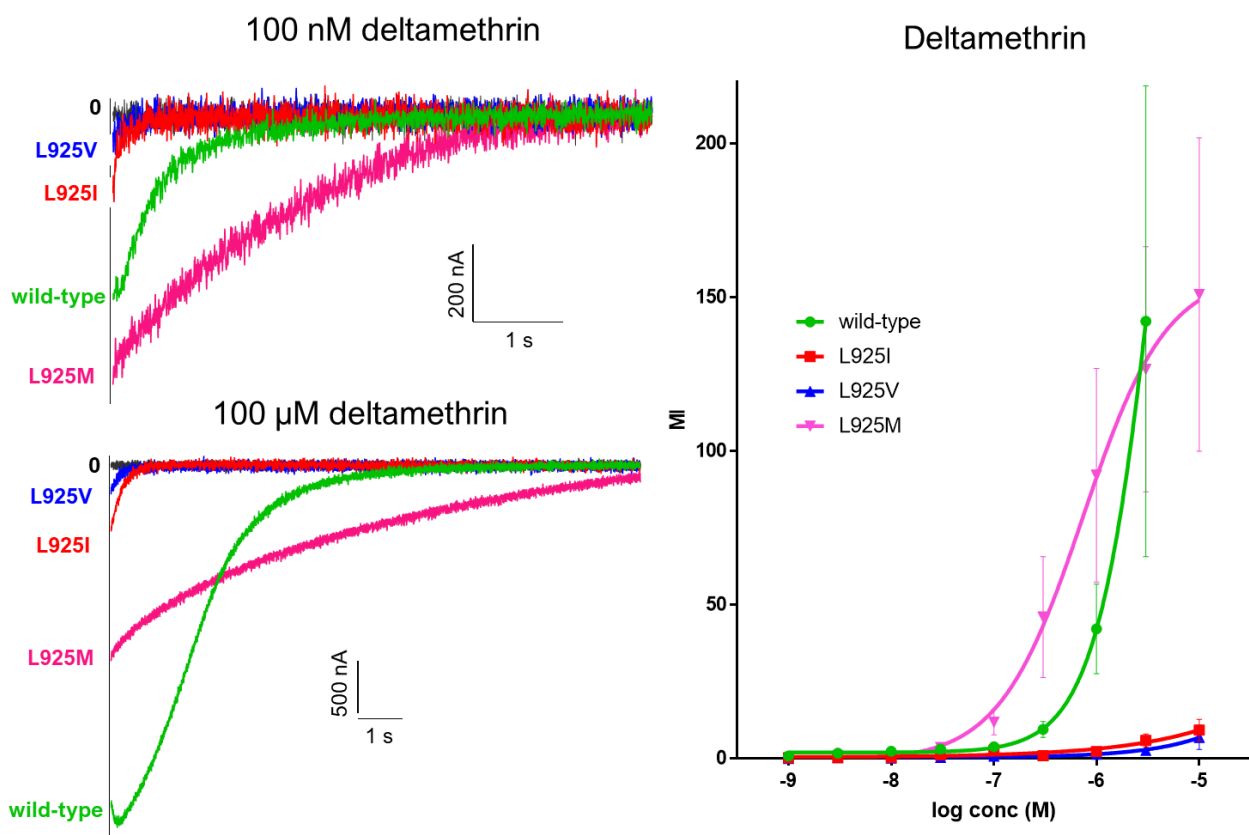 100 nM deltamethrin
0
L925V
L925I
wild-type
L925M
200 nA
1 s
100 µM deltamethrin
0
L925V
L925I
L925M
wild-type
500 nA
1 s
Deltamethrin
200
150
100
50
0
MI
wild-type
L925I
L925V
L925M
-9
-8
-7
-6
-5
log conc (M)